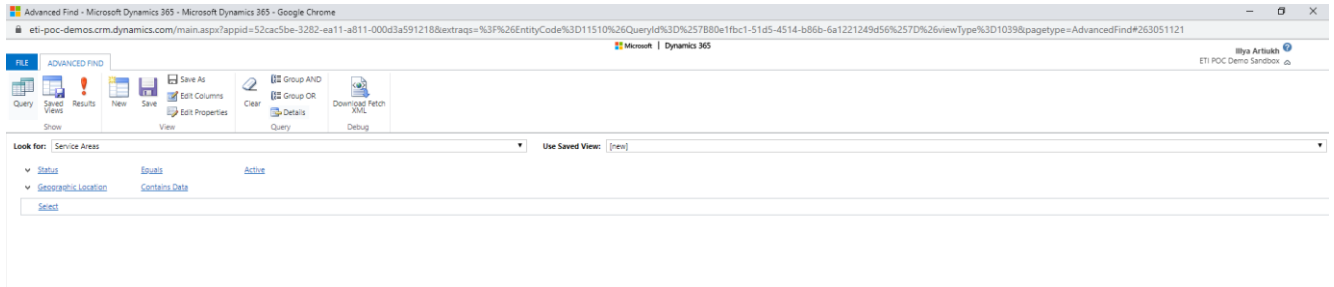 Advanced Find - Microsoft Dynamics 365 - Microsoft Dynamics 365 - Google Chrome
eti-poc-demos.crm.dynamics.com/main.aspx?appid=52cac5be-3282-ea11-a811-000d3a591218&extraqs=%3F%26EntityCode%3D11510%26QueryId%3D%257B80e1fbc1-51d5-4514-b86b-6a1221249d56%257D%26viewType%3D1039&pagetype=AdvancedFind#263051121
Microsoft | Dynamics 365
Illya Artiukh
ETI POC Demo Sandbox
FILE ADVANCED FIND
Query Saved Views Results New Save Save As Edit Columns Edit Properties Clear Group AND Group OR Details Download Fetch XML
Show View Query Debug
Look for: Service Areas Use Saved View: [new]
Status Equals Active
Geographic Location Contains Data
Select